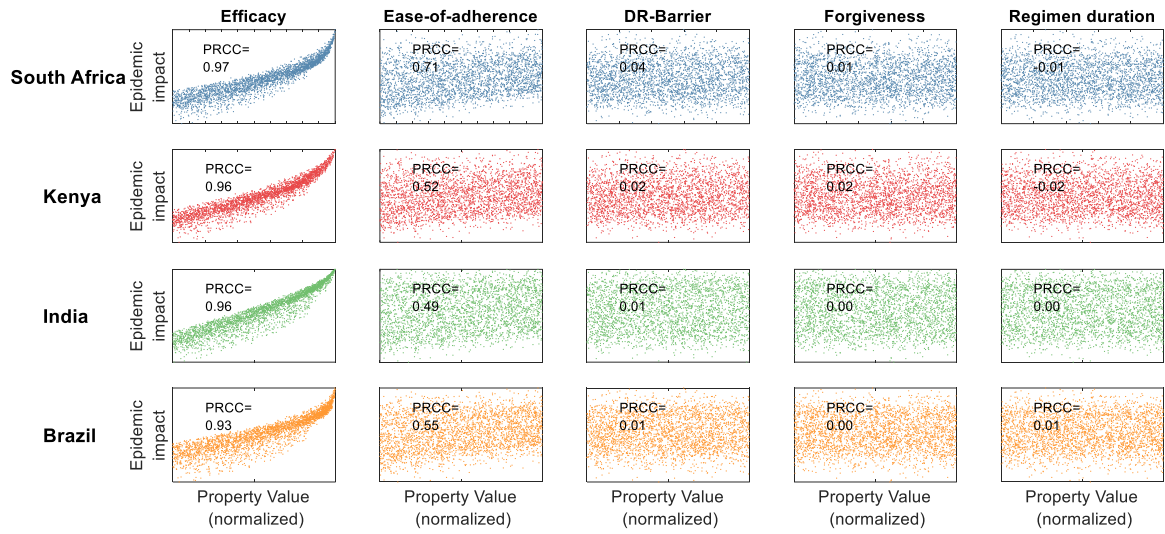 Efficacy Ease-of-adherence DR-Barrier Forgiveness Regimen duration
South Africa
Epidemic
impact
PRCC=
0.97
PRCC=
0.71
PRCC=
0.04
PRCC=
0.01
PRCC=
-0.01
Kenya
Epidemic
impact
PRCC=
0.96
PRCC=
0.52
PRCC=
0.02
PRCC=
0.02
PRCC=
-0.02
India
Epidemic
impact
PRCC=
0.96
PRCC=
0.49
PRCC=
0.01
PRCC=
0.00
PRCC=
0.00
Brazil
Epidemic
impact
PRCC=
0.93
PRCC=
0.55
PRCC=
0.01
PRCC=
0.00
PRCC=
0.01
Property Value
(normalized)
Property Value
(normalized)
Property Value
(normalized)
Property Value
(normalized)
Property Value
(normalized)